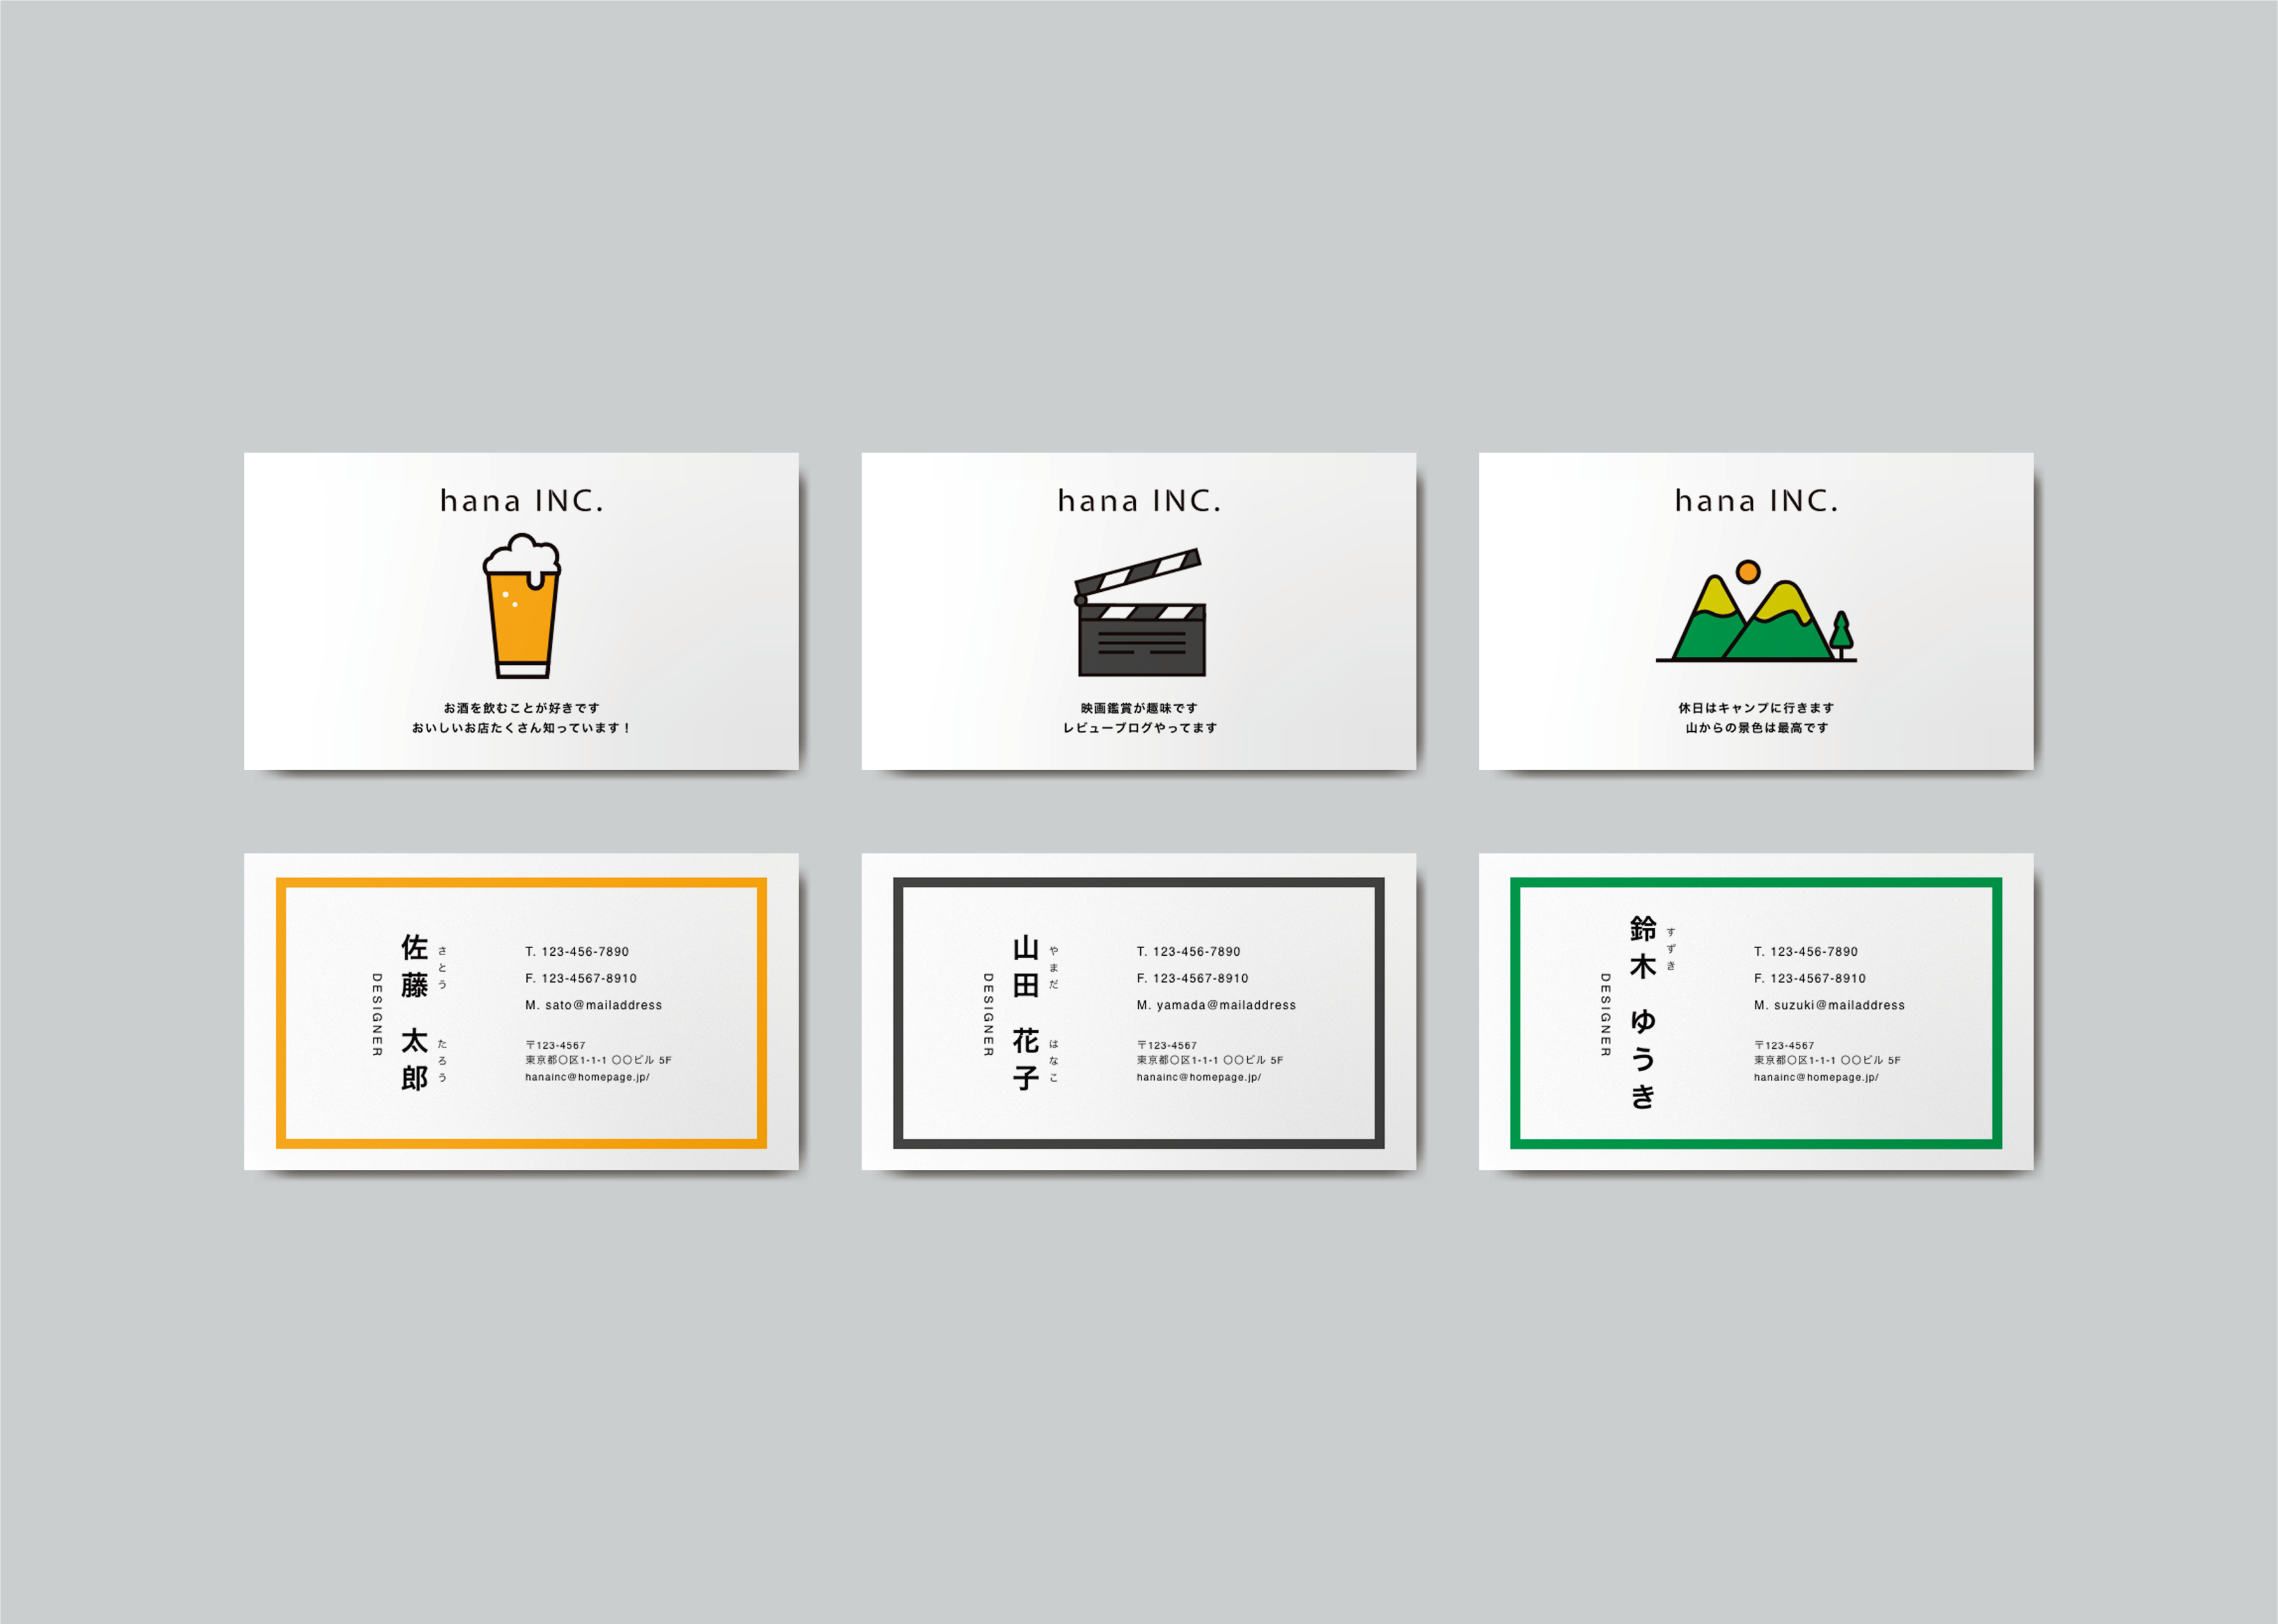 hana INC.
お酒を飲むことが好きです
おいしいお店たくさん知っています！
hana INC.
映画鑑賞が趣味です
レビューブログやってます
hana INC.
休日はキャンプに行きます
山からの景色は最高です
佐藤 太郎
さとう たろう
DESIGNER
T. 123-456-7890
F. 123-4567-8910
M. sato@mailaddress
〒123-4567
東京都〇区1-1-1 〇〇ビル 5F
hanainc@homepage.jp/
山田 花子
やまだ はなこ
DESIGNER
T. 123-456-7890
F. 123-4567-8910
M. yamada@mailaddress
〒123-4567
東京都〇区1-1-1 〇〇ビル 5F
hanainc@homepage.jp/
鈴木 ゆうき
すずき
DESIGNER
T. 123-456-7890
F. 123-4567-8910
M. suzuki@mailaddress
〒123-4567
東京都〇区1-1-1 〇〇ビル 5F
hanainc@homepage.jp/